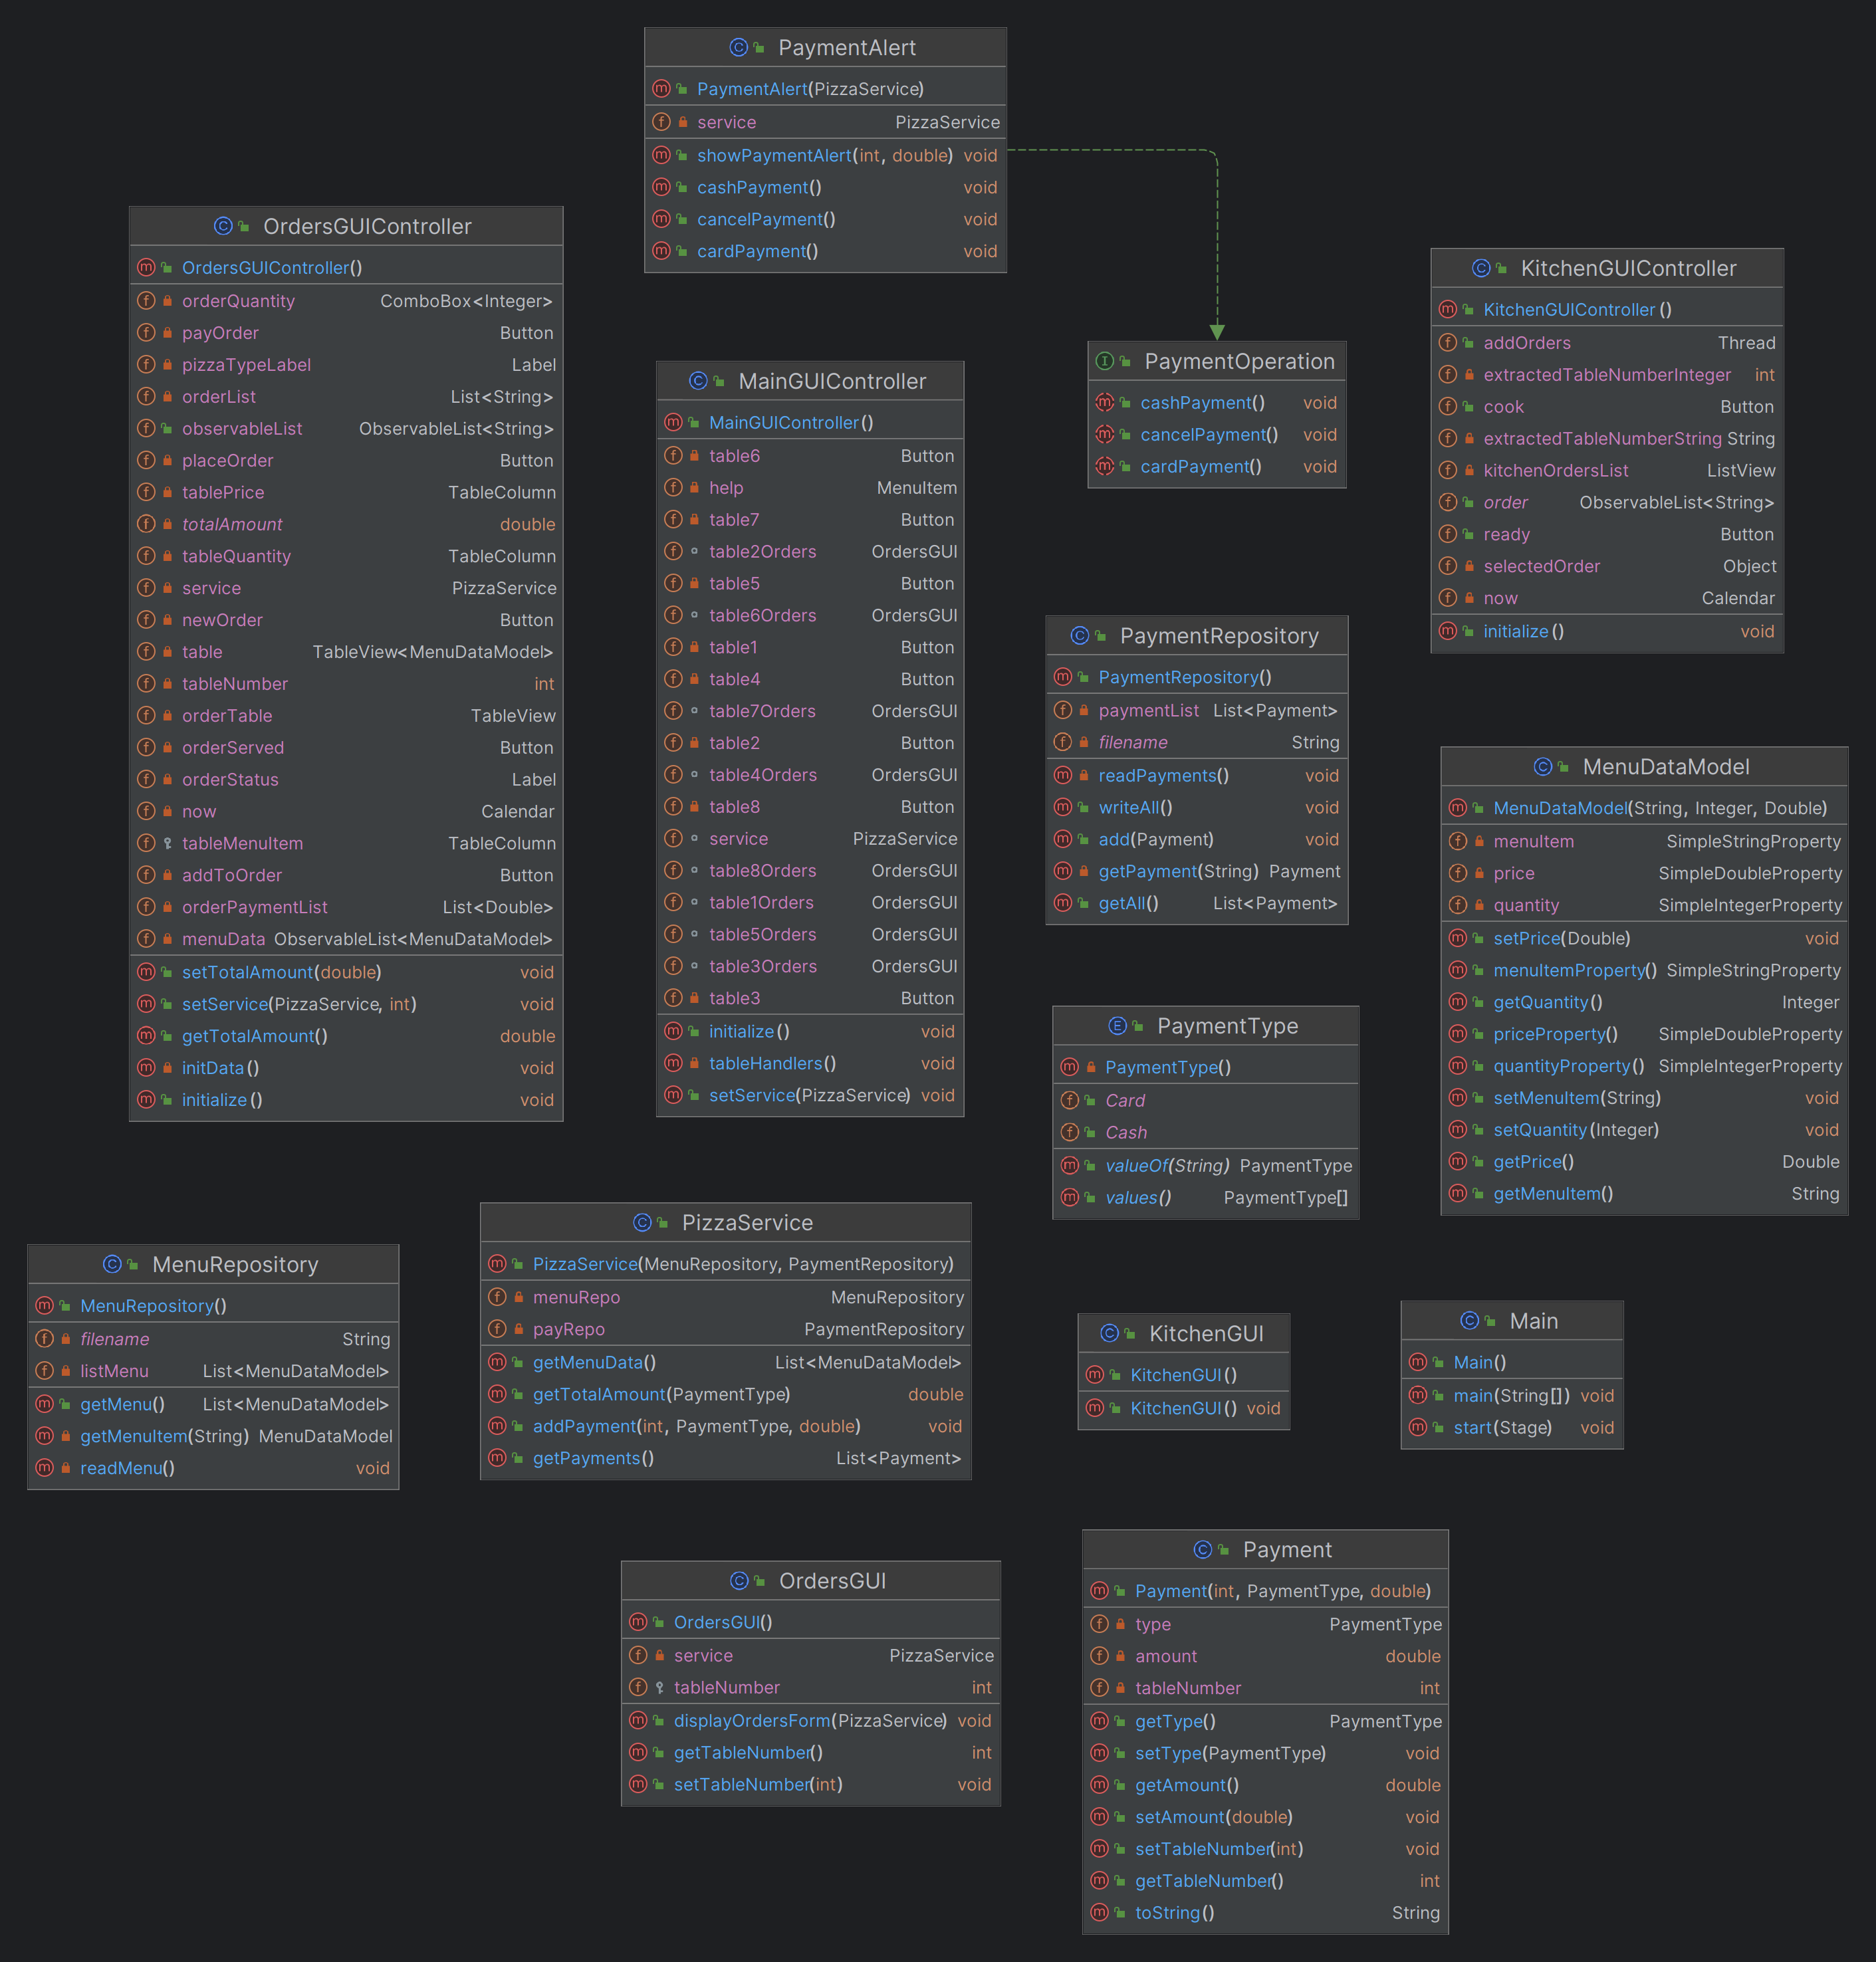 PaymentAlert
PaymentAlert(PizzaService)
service PizzaService
showPaymentAlert(int, double) void
cashPayment() void
cancelPayment() void
cardPayment() void
OrdersGUIController
OrdersGUIController()
orderQuantity ComboBox<Integer>
payOrder Button
pizzaTypeLabel Label
orderList List<String>
observableList ObservableList<String>
placeOrder Button
tablePrice TableColumn
totalAmount double
tableQuantity TableColumn
service PizzaService
newOrder Button
table TableView<MenuDataModel>
tableNumber int
orderTable TableView
orderServed Button
orderStatus Label
now Calendar
tableMenuItem TableColumn
addToOrder Button
orderPaymentList List<Double>
menuData ObservableList<MenuDataModel>
setTotalAmount(double) void
setService(PizzaService, int) void
getTotalAmount() double
initData() void
initialize() void
MainGUIController
MainGUIController()
table6 Button
help MenuItem
table7 Button
table2Orders OrdersGUI
table5 Button
table6Orders OrdersGUI
table1 Button
table4 Button
table7Orders OrdersGUI
table2 Button
table4Orders OrdersGUI
table8 Button
service PizzaService
table8Orders OrdersGUI
table1Orders OrdersGUI
table5Orders OrdersGUI
table3Orders OrdersGUI
table3 Button
initialize() void
tableHandlers() void
setService(PizzaService) void
PaymentOperation
cashPayment() void
cancelPayment() void
cardPayment() void
KitchenGUIController
KitchenGUIController()
addOrders Thread
extractedTableNumberInteger int
cook Button
extractedTableNumberString String
kitchenOrdersList ListView
order ObservableList<String>
ready Button
selectedOrder Object
now Calendar
initialize() void
PaymentRepository
PaymentRepository()
paymentList List<Payment>
filename String
readPayments() void
writeAll() void
add(Payment) void
getPayment(String) Payment
getAll() List<Payment>
MenuDataModel
MenuDataModel(String, Integer, Double)
menuItem SimpleStringProperty
price SimpleDoubleProperty
quantity SimpleIntegerProperty
setPrice(Double) void
menuItemProperty() SimpleStringProperty
getQuantity() Integer
priceProperty() SimpleDoubleProperty
quantityProperty() SimpleIntegerProperty
setMenuItem(String) void
setQuantity(Integer) void
getPrice() Double
getMenuItem() String
PaymentType
PaymentType()
Card
Cash
valueOf(String) PaymentType
values() PaymentType[]
MenuRepository
MenuRepository()
filename String
listMenu List<MenuDataModel>
getMenu() List<MenuDataModel>
getMenuItem(String) MenuDataModel
readMenu() void
PizzaService
PizzaService(MenuRepository, PaymentRepository)
menuRepo MenuRepository
payRepo PaymentRepository
getMenuData() List<MenuDataModel>
getTotalAmount(PaymentType) double
addPayment(int, PaymentType, double) void
getPayments() List<Payment>
KitchenGUI
KitchenGUI()
KitchenGUI() void
Main
Main()
main(String[]) void
start(Stage) void
OrdersGUI
OrdersGUI()
service PizzaService
tableNumber int
displayOrdersForm(PizzaService) void
getTableNumber() int
setTableNumber(int) void
Payment
Payment(int, PaymentType, double)
type PaymentType
amount double
tableNumber int
getType() PaymentType
setType(PaymentType) void
getAmount() double
setAmount(double) void
setTableNumber(int) void
getTableNumber() int
toString() String